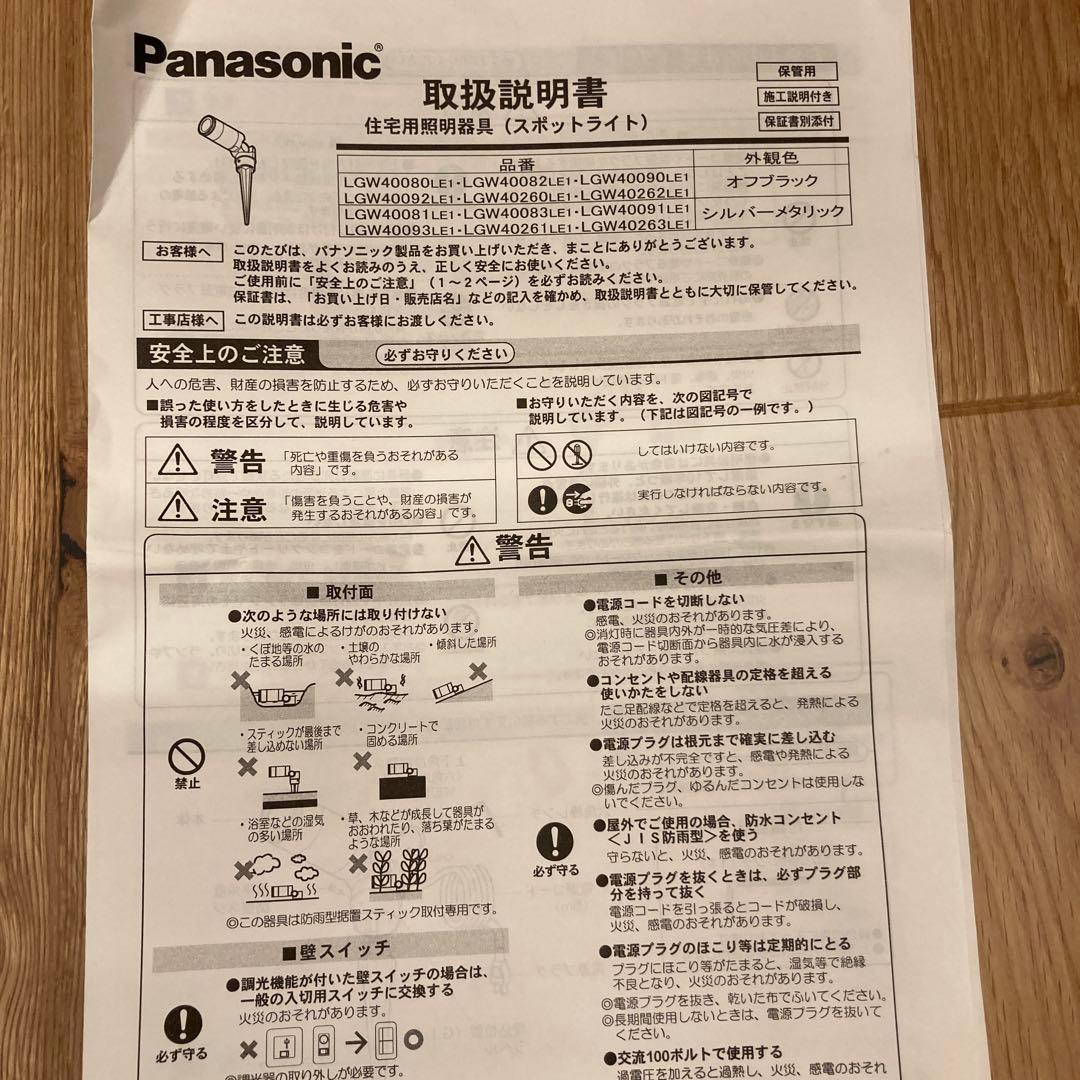 Panasonic®
取扱説明書
住宅用照明器具(スポットライト)
保管用
施工説明付き
保証書別添付
品番 外観色
LGW40080LE1・LGW40082LE1・LGW40090LE1
LGW40092LE1・LGW40260LE1・LGW40262LE1
オフブラック
LGW40081LE1・LGW40083LE1・LGW40091LE1
LGW40093LE1・LGW40261LE1・LGW40263LE1
シルバーメタリック
お客様へ
このたびは、パナソニック製品をお買い上げいただき、まことにありがとうございます。
取扱説明書をよくお読みのうえ、正しく安全にお使いください。
ご使用前に「安全上のご注意」(1〜2ページ)を必ずお読みください。
保証書は、「お買い上げ日・販売店名」などの記入を確かめ、取扱説明書とともに大切に保管してください。
工事店様へ
この説明書は必ずお客様にお渡しください。
安全上のご注意
必ずお守りください
人への危害、財産の損害を防止するため、必ずお守りいただくことを説明しています。
■誤った使い方をしたときに生じる危害や
損害の程度を区分して、説明しています。
警告
「死亡や重傷を負うおそれがある
内容」です。
注意
「傷害を負うことや、財産の損害が
発生するおそれがある内容」です。
■お守りいただく内容を、次の図記号で
説明しています。(下記は図記号の一例です。)
してはいけない内容です。
実行しなければならない内容です。
警告
■取付面
●次のような場所には取り付けない
火災、感電によるけがのおそれがあります。
・くぼ地等の水の
たまる場所
・土壌の
やわらかな場所
・傾斜した場所
・スティックが最後まで
差し込めない場所
・コンクリートで
固める場所
禁止
・浴室などの湿気
の多い場所
・草、木などが成長して器具が
おおわれたり、落ち葉がたまる
ような場所
◎この器具は防雨型据置スティック取付専用です。
■壁スイッチ
●調光機能が付いた壁スイッチの場合は、
一般の入切用スイッチに交換する
火災のおそれがあります。
必ず守る
◎調光器の取り外しが必要です。
■その他
●電源コードを切断しない
感電、火災のおそれがあります。
◎消灯時に器具内外が一時的な気圧差により、
電源コード切断面から器具内に水が浸入する
おそれがあります。
●コンセントや配線器具の定格を超える
使いかたをしない
たこ足配線などで定格を超えると、発熱による
火災のおそれがあります。
●電源プラグは根元まで確実に差し込む
差し込みが不完全ですと、感電や発熱による
火災のおそれがあります。
◎傷んだプラグ、ゆるんだコンセントは使用しな
いでください。
●屋外でご使用の場合、防水コンセント
<JIS防雨型>を使う
守らないと、火災、感電のおそれがあります。
必ず守る
●電源プラグを抜くときは、必ずプラグ部
分を持って抜く
電源コードを引っ張るとコードが破損し、
火災、感電のおそれがあります。
●電源プラグのほこり等は定期的にとる
プラグにほこり等がたまると、湿気等で絶縁
不良となり、火災のおそれがあります。
◎電源プラグを抜き、乾いた布でふいてください。
◎長期間使用しないときは、電源プラグを抜いて
ください。
●交流100ボルトで使用する
過電圧を加えると過熱し、火災、感電のおそれ